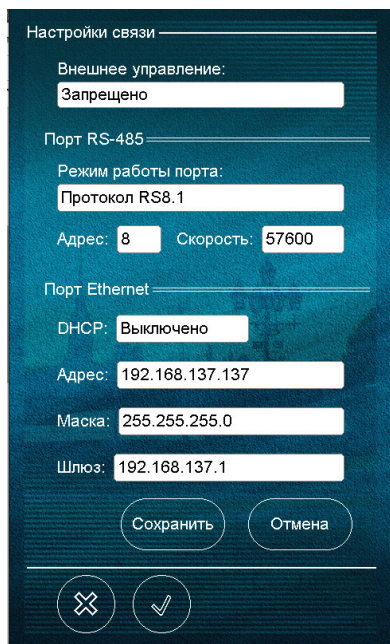 Настройки связи
Внешнее управление:
Запрещено
Порт RS-485
Режим работы порта:
Протокол RS8.1
Адрес: 8 Скорость: 57600
Порт Ethernet
DHCP: Выключено
Адрес: 192.168.137.137
Маска: 255.255.255.0
Шлюз: 192.168.137.1
Сохранить Отмена